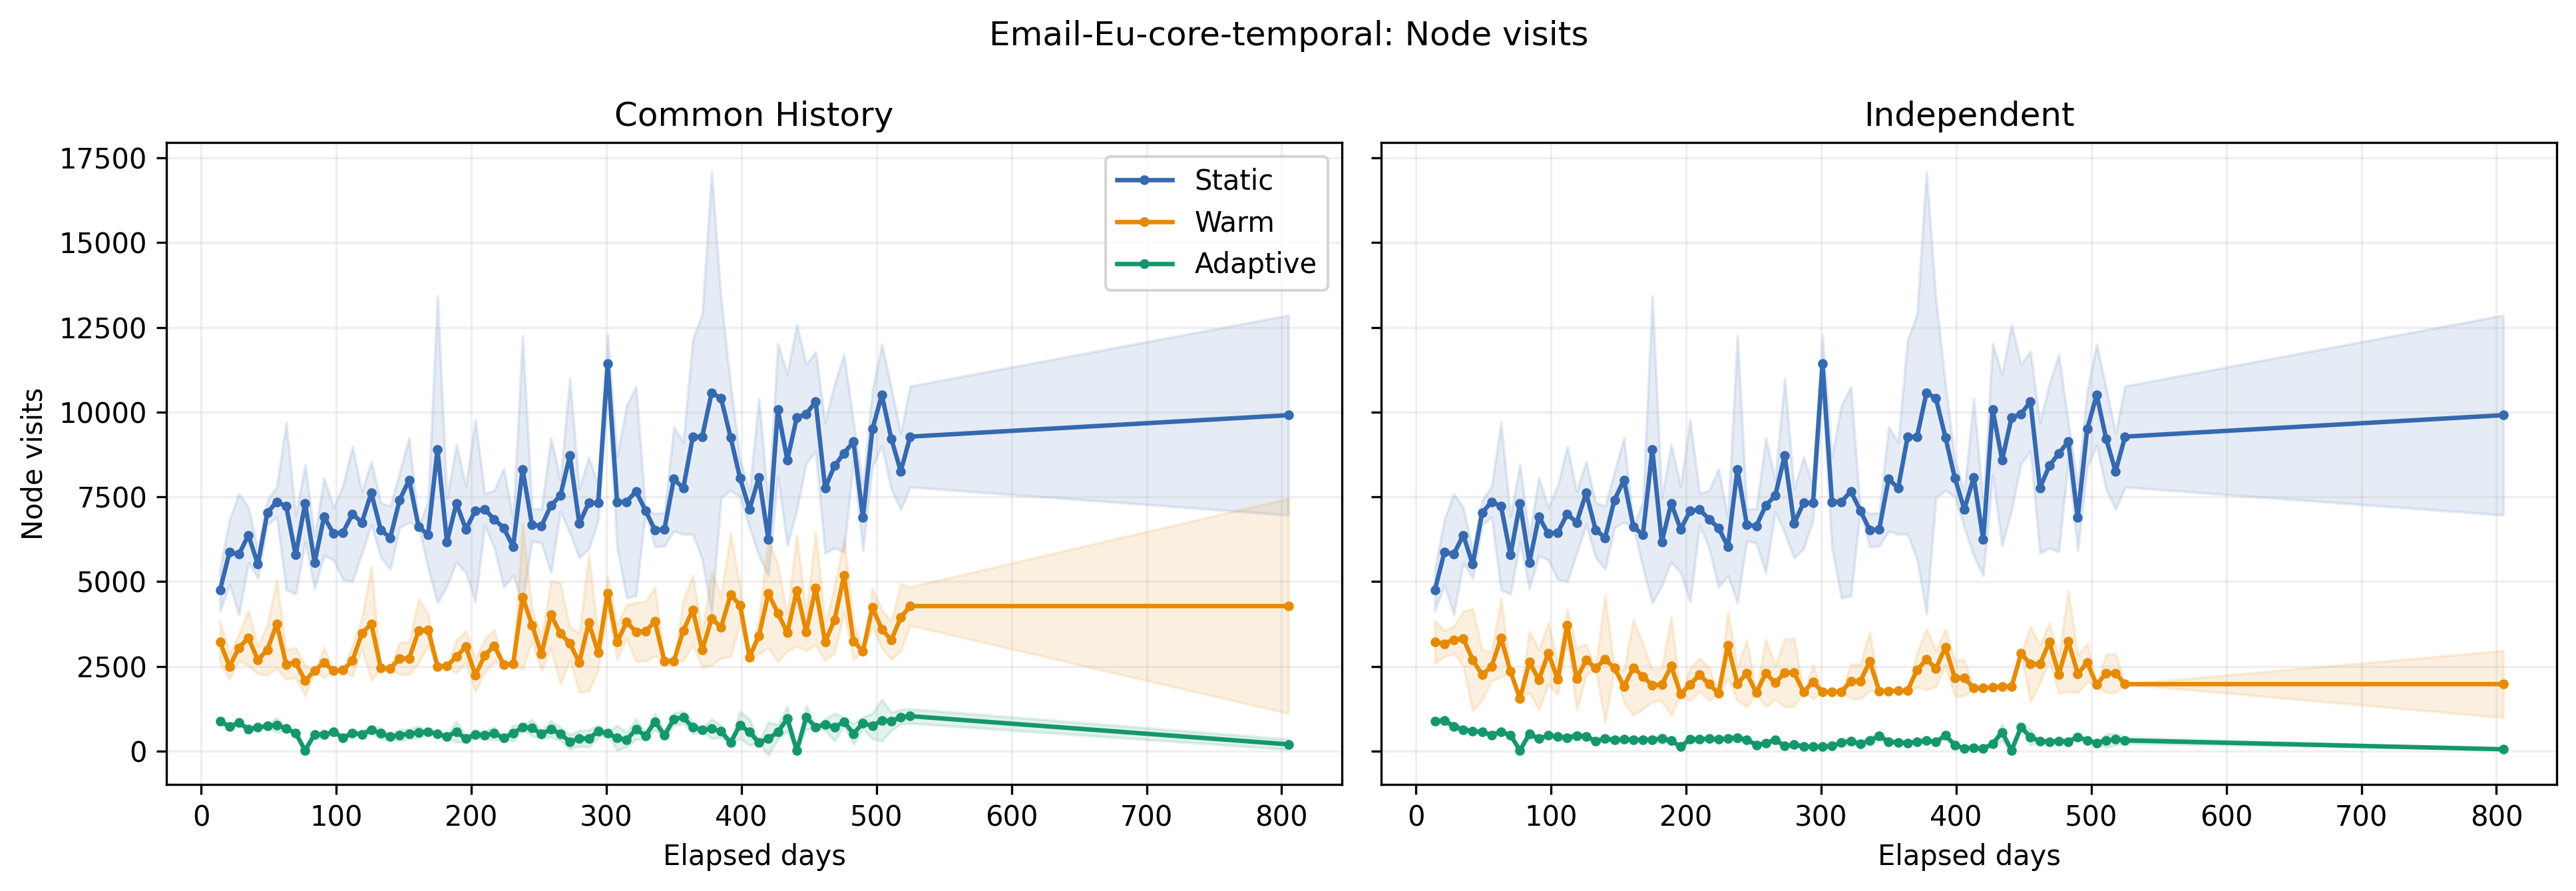 Email-Eu-core-temporal: Node visits
Common History
Independent
Static
Warm
Adaptive
Node visits
17500
15000
12500
10000
7500
5000
2500
0
0 100 200 300 400 500 600 700 800
0 100 200 300 400 500 600 700 800
Elapsed days
Elapsed days